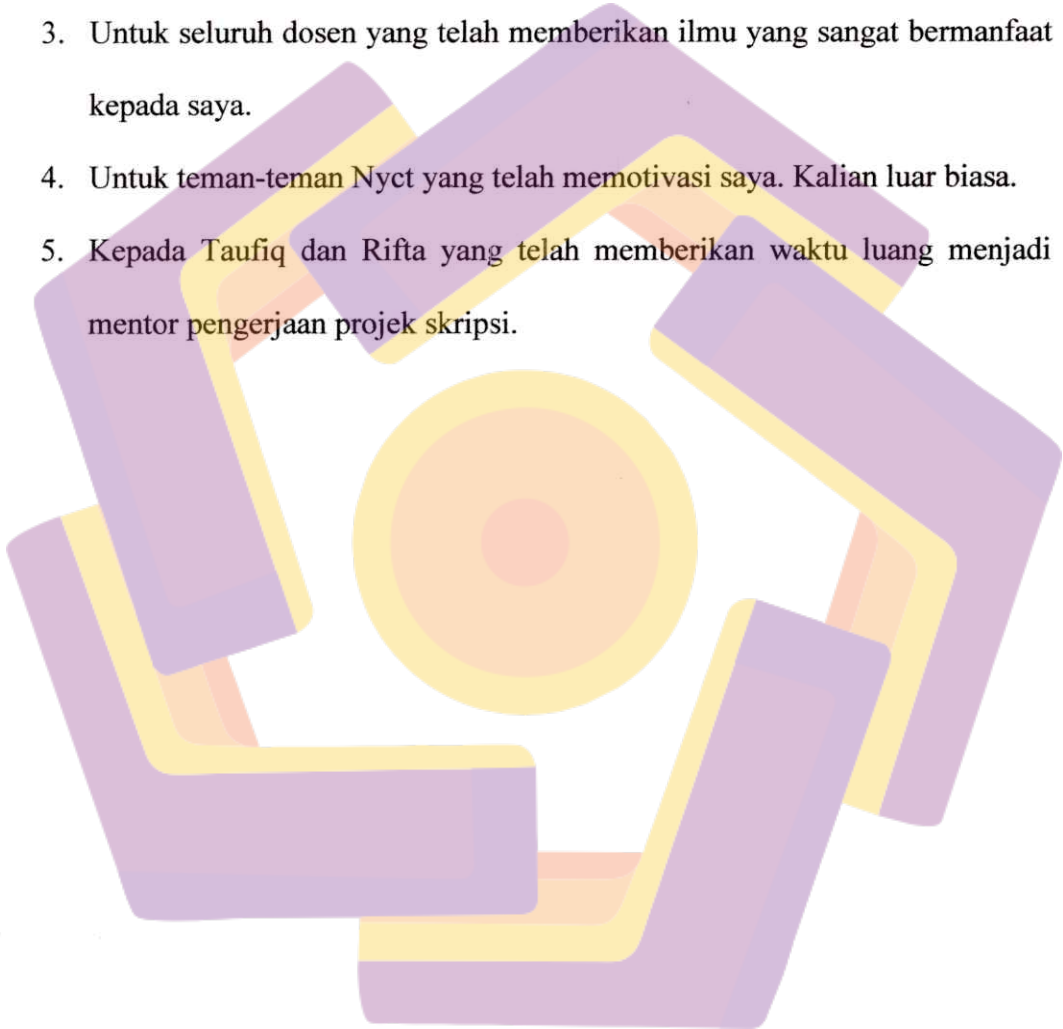 3. Untuk seluruh dosen yang telah memberikan ilmu yang sangat bermanfaat
kepada saya.
4. Untuk teman-teman Nyct yang telah memotivasi saya. Kalian luar biasa.
5. Kepada Taufiq dan Rifta yang telah memberikan waktu luang menjadi
mentor pengerjaan projek skripsi.